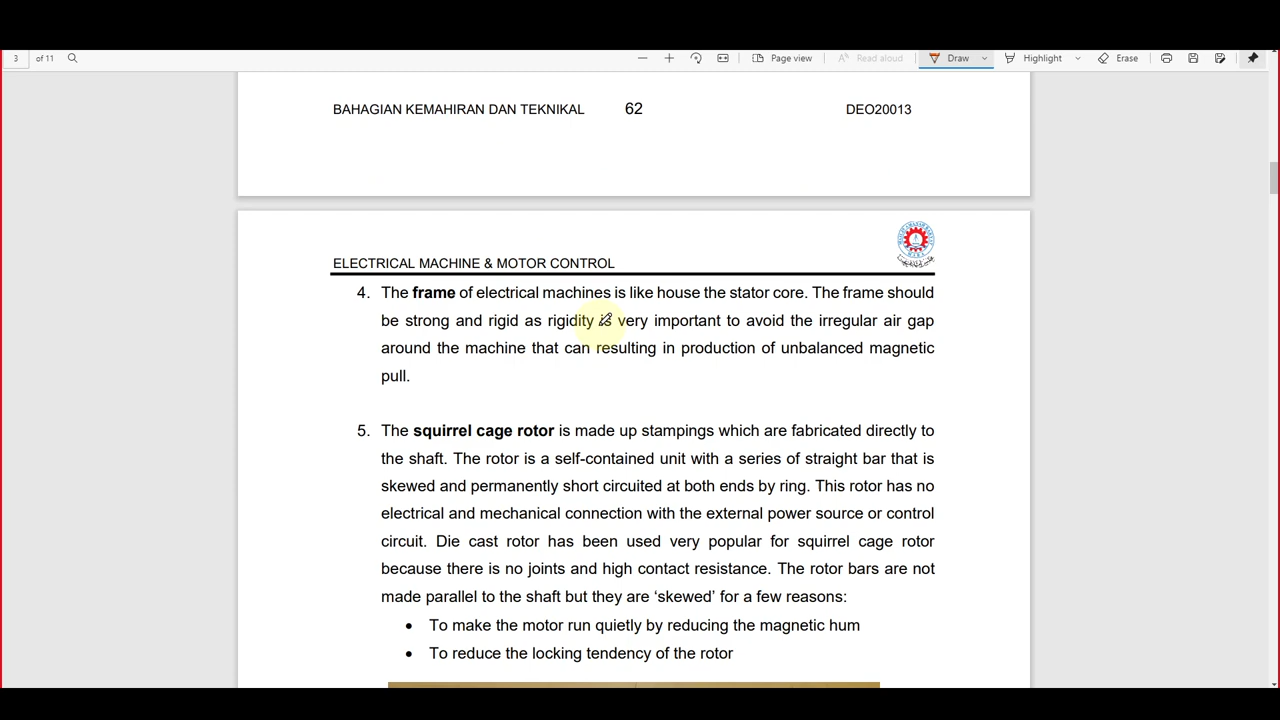 3 of 11 Page view Read aloud Draw Highlight Erase
BAHAGIAN KEMAHIRAN DAN TEKNIKAL 62 DEO20013
ELECTRICAL MACHINE & MOTOR CONTROL
4. The frame of electrical machines is like house the stator core. The frame should
be strong and rigid as rigidity is very important to avoid the irregular air gap
around the machine that can resulting in production of unbalanced magnetic
pull.
5. The squirrel cage rotor is made up stampings which are fabricated directly to
the shaft. The rotor is a self-contained unit with a series of straight bar that is
skewed and permanently short circuited at both ends by ring. This rotor has no
electrical and mechanical connection with the external power source or control
circuit. Die cast rotor has been used very popular for squirrel cage rotor
because there is no joints and high contact resistance. The rotor bars are not
made parallel to the shaft but they are ‘skewed’ for a few reasons:
• To make the motor run quietly by reducing the magnetic hum
• To reduce the locking tendency of the rotor